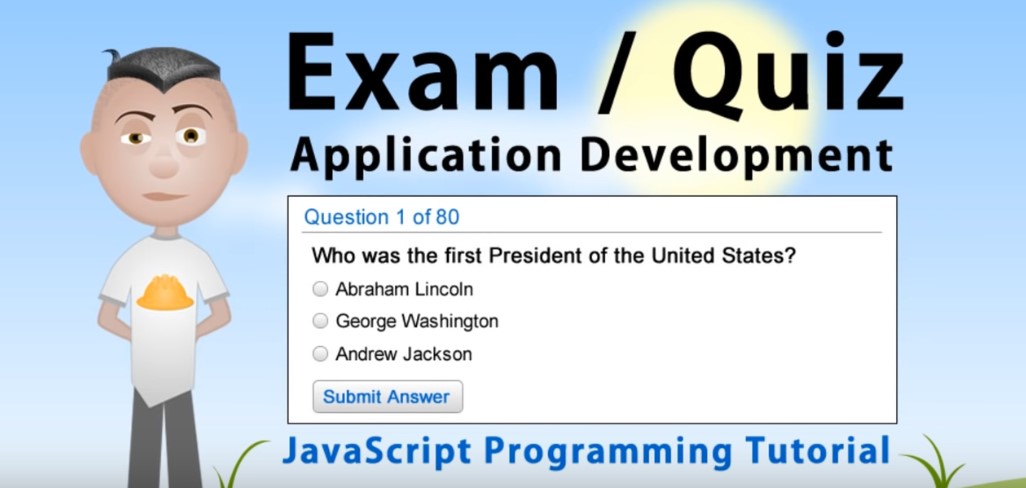 Exam / Quiz
Application Development
Question 1 of 80
Who was the first President of the United States?
Abraham Lincoln
George Washington
Andrew Jackson
Submit Answer
JavaScript Programming Tutorial